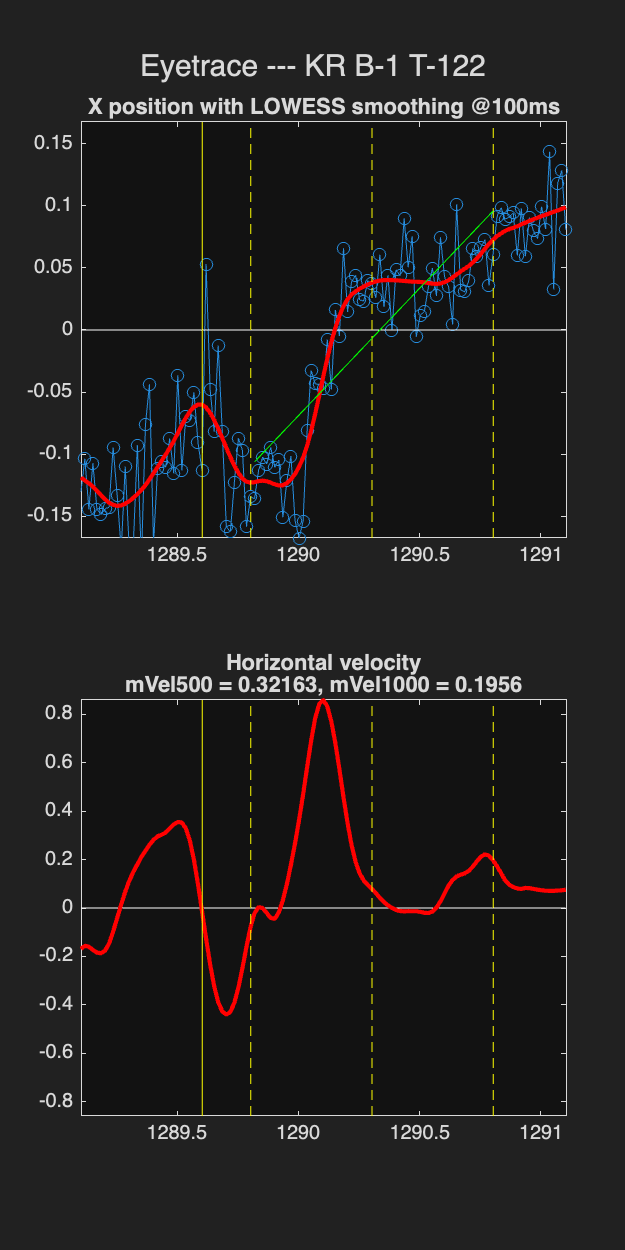 Eyetrace --- KR B-1 T-122
X position with LOWESS smoothing @100ms
0.15
0.1
0.05
0
-0.05
-0.1
-0.15
1289.5 1290 1290.5 1291
Horizontal velocity
mVel500 = 0.32163, mVel1000 = 0.1956
0.8
0.6
0.4
0.2
0
-0.2
-0.4
-0.6
-0.8
1289.5 1290 1290.5 1291